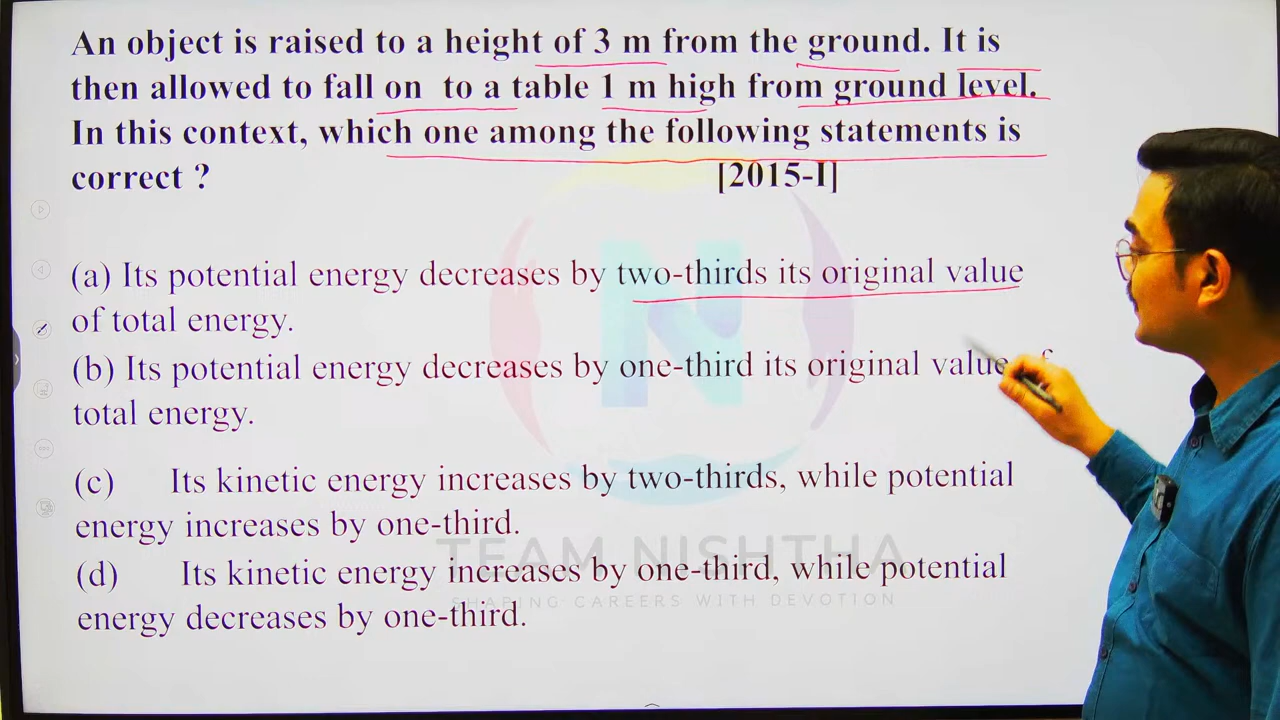 An object is raised to a height of 3 m from the ground. It is
then allowed to fall on to a table 1 m high from ground level.
In this context, which one among the following statements is
correct ? [2015-I]
(a) Its potential energy decreases by two-thirds its original value
of total energy.
(b) Its potential energy decreases by one-third its original value of
total energy.
(c) Its kinetic energy increases by two-thirds, while potential
energy increases by one-third.
TEAM NISHTHA
(d) Its kinetic energy increases by one-third, while potential
SHARING CAREERS WITH DEVOTION
energy decreases by one-third.